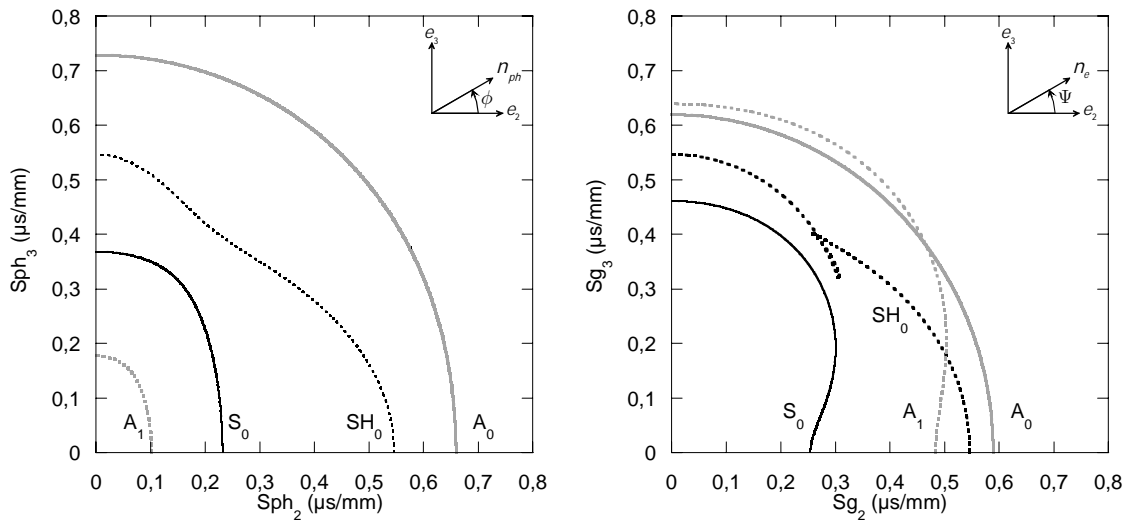 0,8
0,7
0,6
0,5
0,4
0,3
0,2
0,1
0
Sph3 (µs/mm)
e3
nph
ϕ
e2
A1
S0
SH0
A0
0 0,1 0,2 0,3 0,4 0,5 0,6 0,7 0,8
Sph2 (µs/mm)
0,8
0,7
0,6
0,5
0,4
0,3
0,2
0,1
0
Sg3 (µs/mm)
e3
ne
Ψ
e2
SH0
S0
A1
A0
0 0,1 0,2 0,3 0,4 0,5 0,6 0,7 0,8
Sg2 (µs/mm)